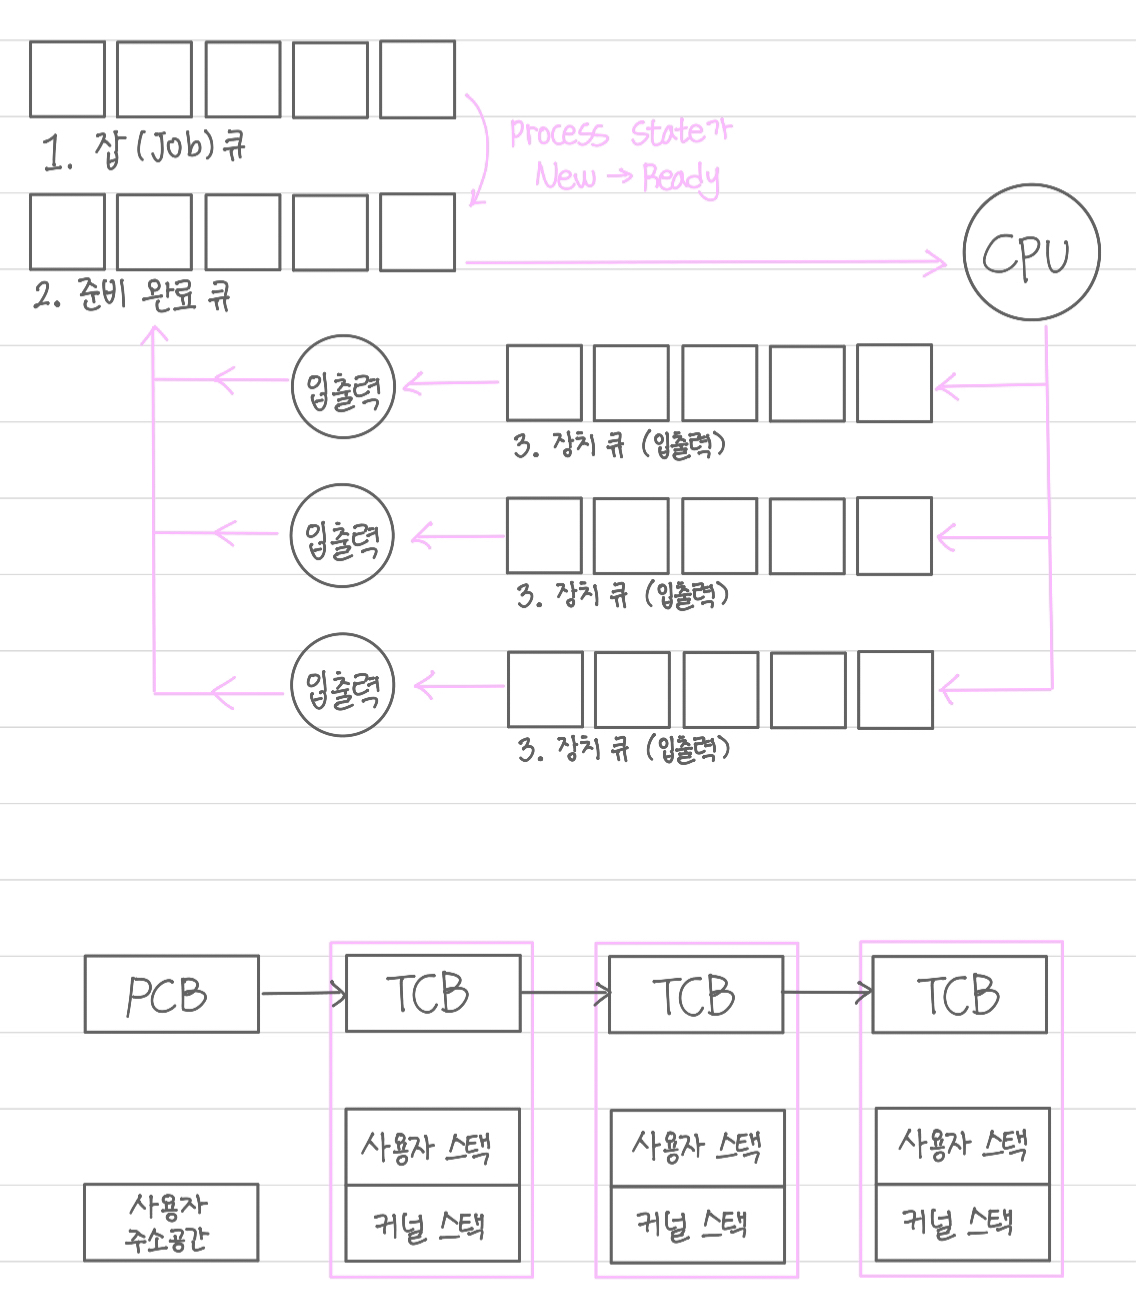 1. 잡(Job) 큐
Process State가
New → Ready
2. 준비 완료 큐
CPU
입출력
3. 장치 큐 (입출력)
입출력
3. 장치 큐 (입출력)
입출력
3. 장치 큐 (입출력)
PCB
TCB
TCB
TCB
사용자 스택
사용자 스택
사용자 스택
사용자
주소공간
커널 스택
커널 스택
커널 스택